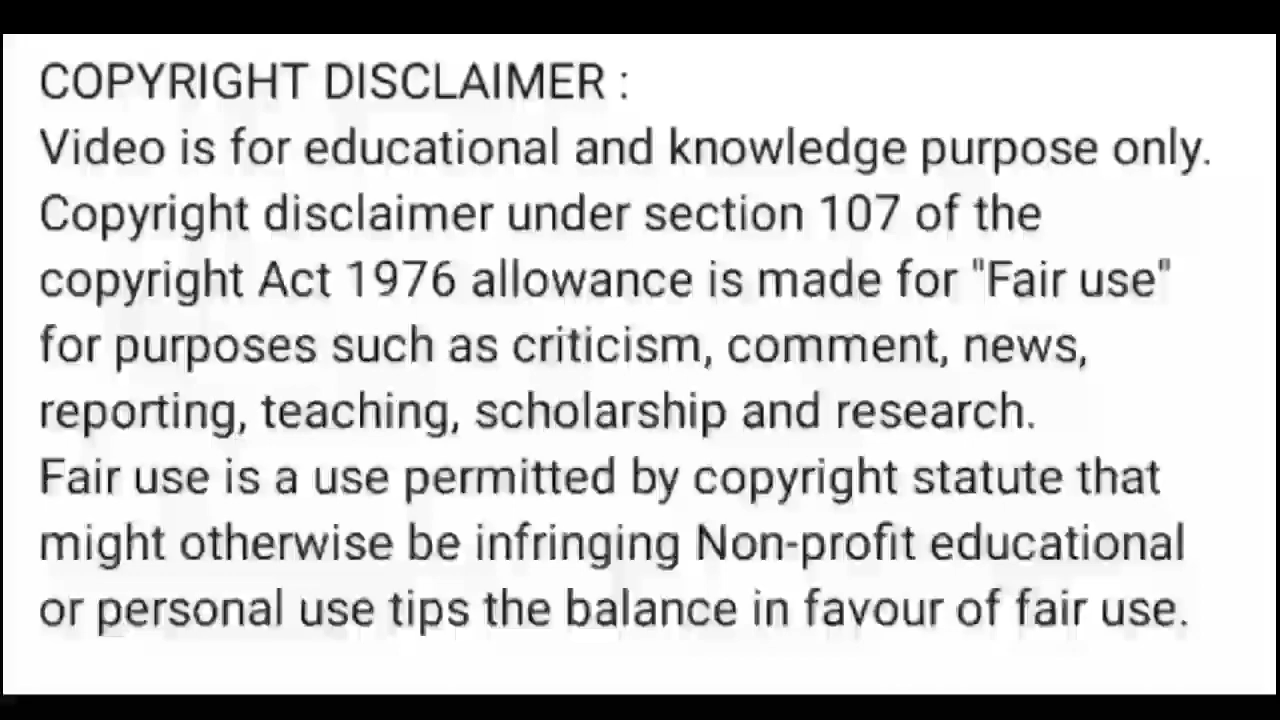 COPYRIGHT DISCLAIMER :
Video is for educational and knowledge purpose only.
Copyright disclaimer under section 107 of the
copyright Act 1976 allowance is made for "Fair use"
for purposes such as criticism, comment, news,
reporting, teaching, scholarship and research.
Fair use is a use permitted by copyright statute that
might otherwise be infringing Non-profit educational
or personal use tips the balance in favour of fair use.